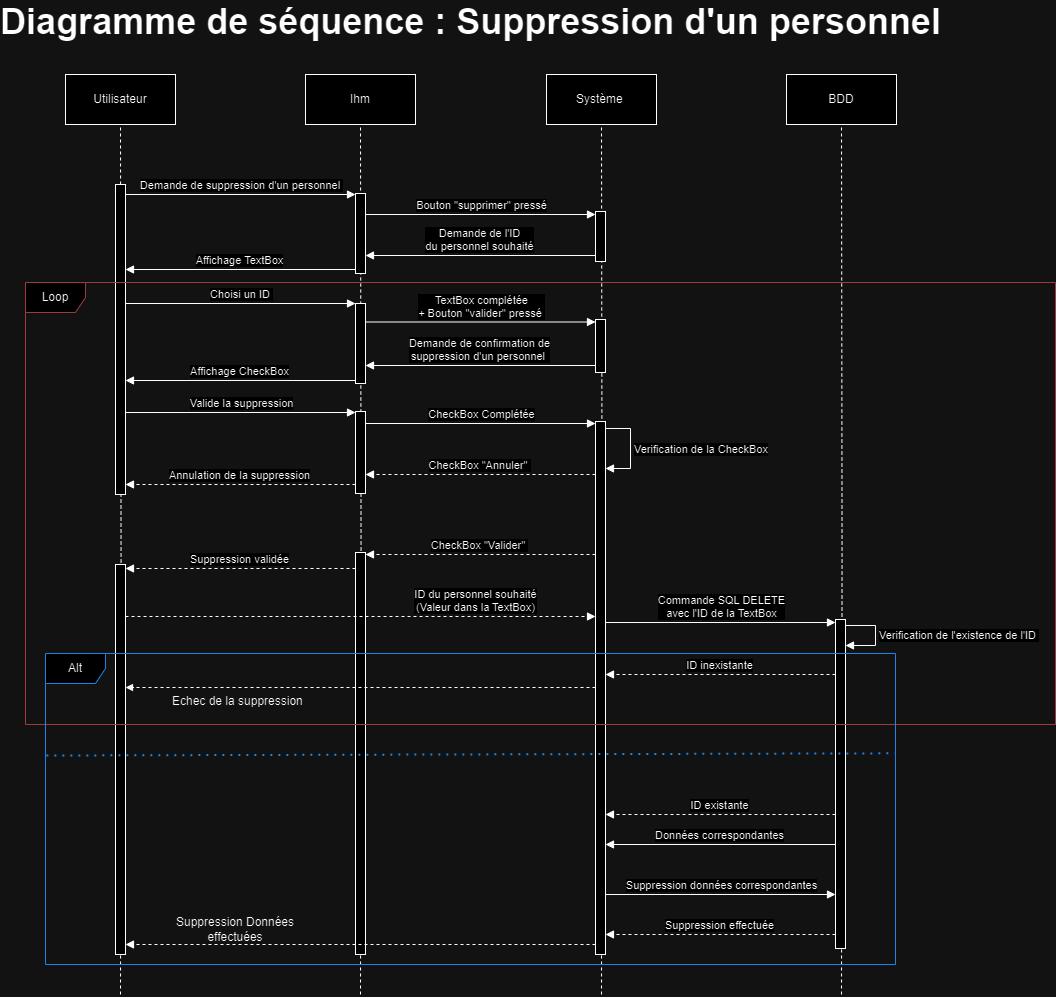 Diagramme de séquence : Suppression d'un personnel
Utilisateur
Ihm
Système
BDD
Demande de suppression d'un personnel
Bouton "supprimer" pressé
Demande de l'ID
du personnel souhaité
Affichage TextBox
Loop
Choisi un ID
TextBox complétée
+ Bouton "valider" pressé
Demande de confirmation de
suppression d'un personnel
Affichage CheckBox
Valide la suppression
CheckBox Complétée
Verification de la CheckBox
CheckBox "Annuler"
Annulation de la suppression
CheckBox "Valider"
Suppression validée
ID du personnel souhaité
(Valeur dans la TextBox)
Commande SQL DELETE
avec l'ID de la TextBox
Verification de l'existence de l'ID
Alt
ID inexistante
Echec de la suppression
ID existante
Données correspondantes
Suppression données correspondantes
Suppression effectuée
Suppression Données
effectuées